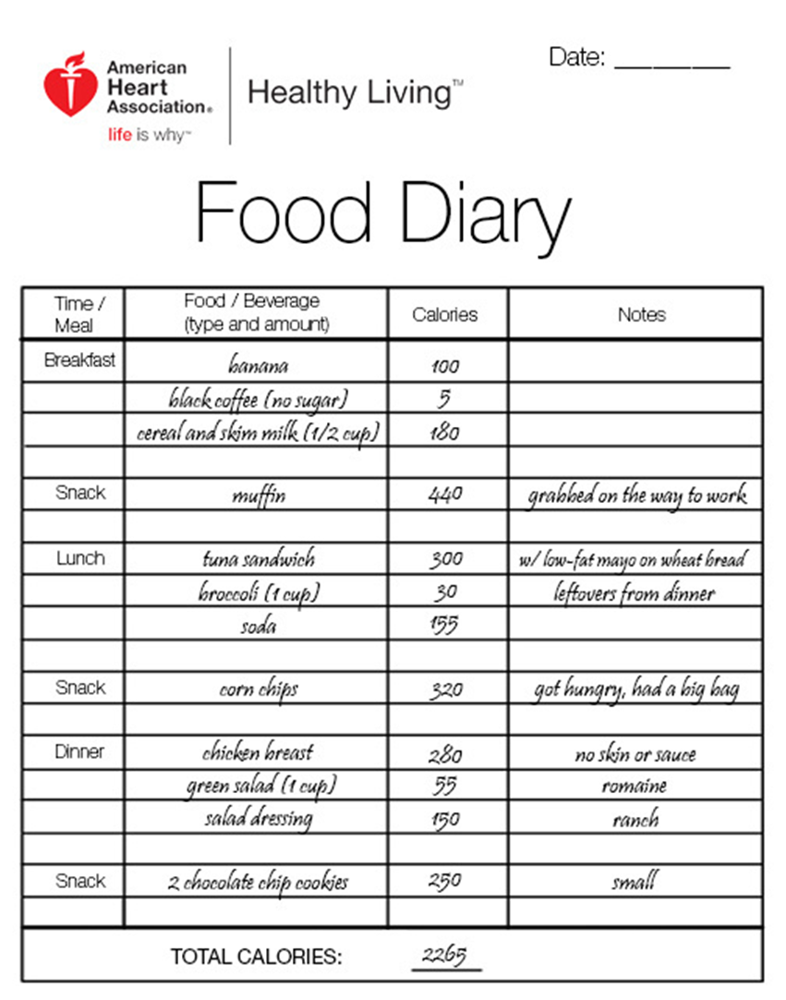 Date: _________
American
Heart
Association®
life is why™
Healthy Living™
Food Diary
Time / Meal Food / Beverage (type and amount) Calories Notes
Breakfast banana 100
black coffee (no sugar) 5
cereal and skim milk (1/2 cup) 180
Snack muffin 440 grabbed on the way to work
Lunch tuna sandwich 300 w/ low-fat mayo on wheat bread
broccoli (1 cup) 30 leftovers from dinner
soda 155
Snack corn chips 320 got hungry, had a big bag
Dinner chicken breast 280 no skin or sauce
green salad (1 cup) 55 romaine
salad dressing 150 ranch
Snack 2 chocolate chip cookies 250 small
TOTAL CALORIES: 2265